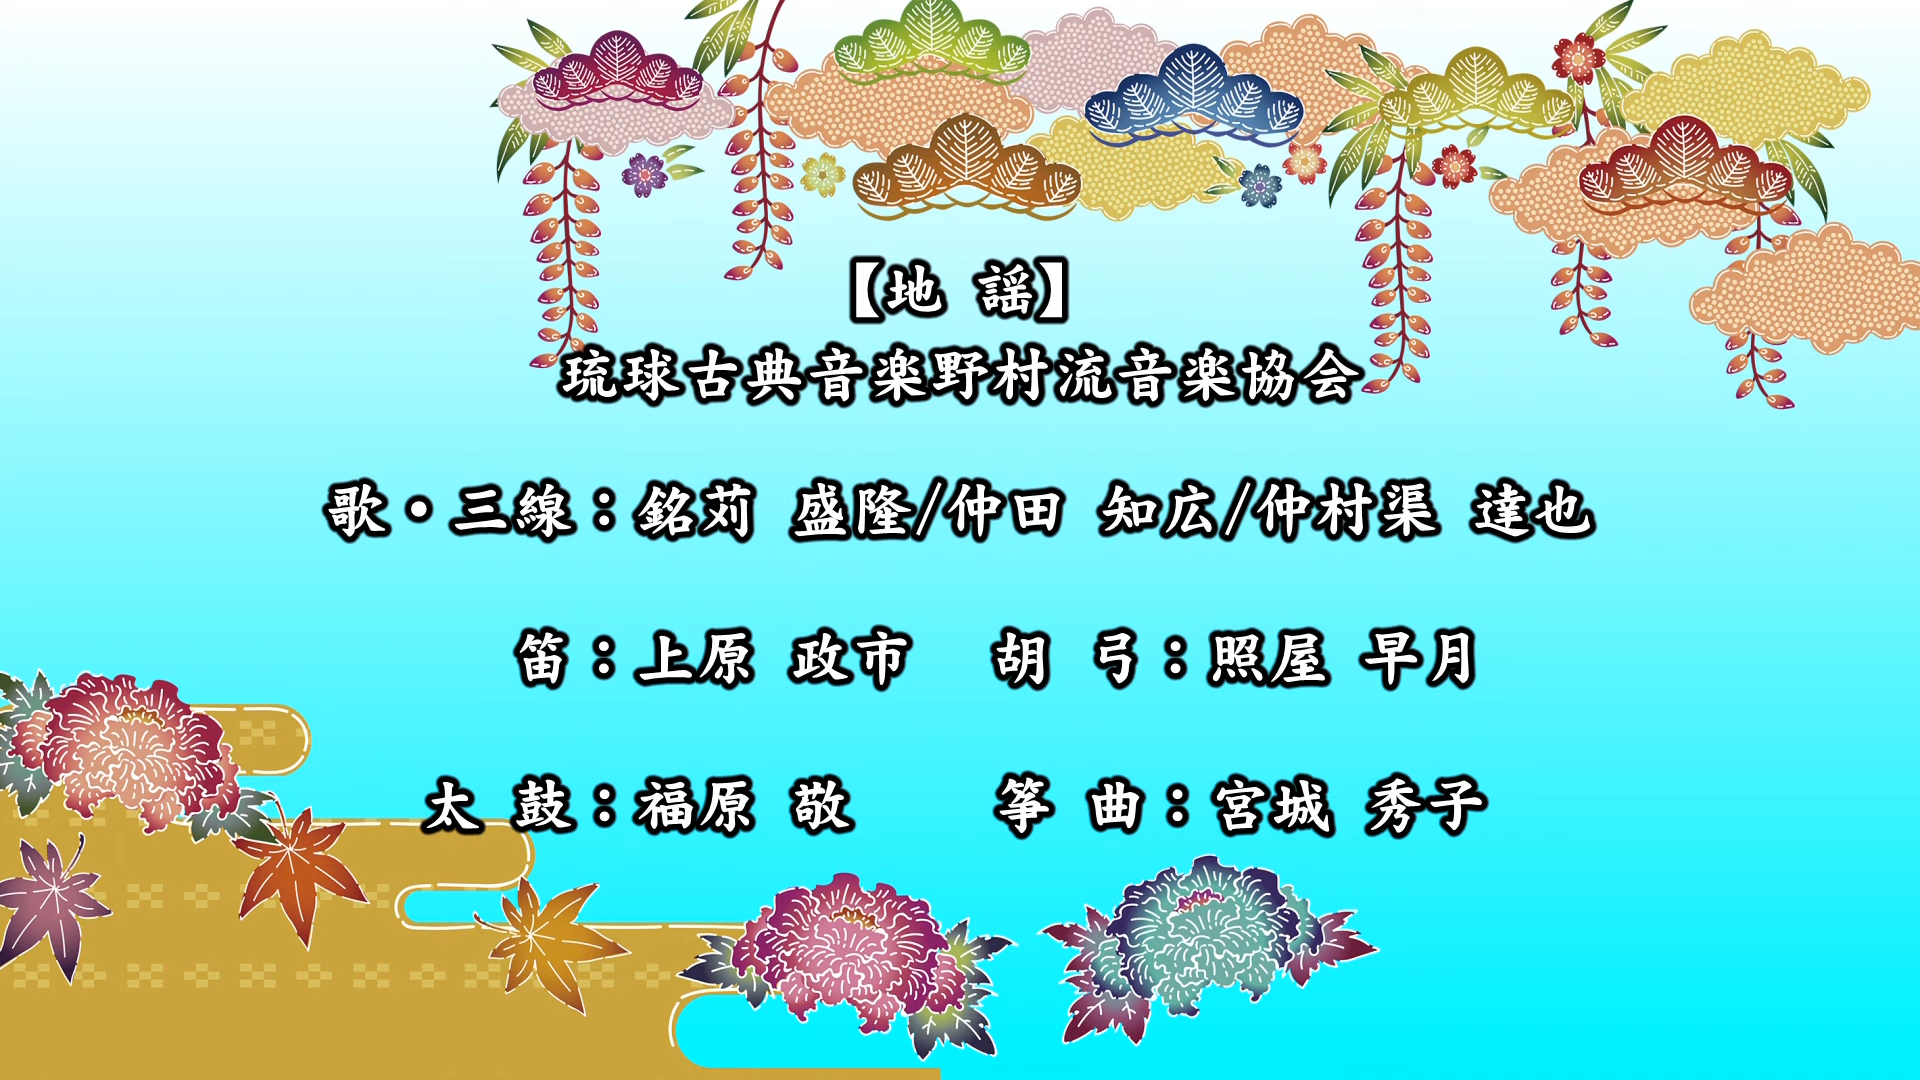 【地 謡】
琉球古典音楽野村流音楽協会
歌・三線：銘苅 盛隆/仲田 知広/仲村渠 達也
笛：上原 政市 胡 弓：照屋 早月
太 鼓：福原 敬 箏 曲：宮城 秀子